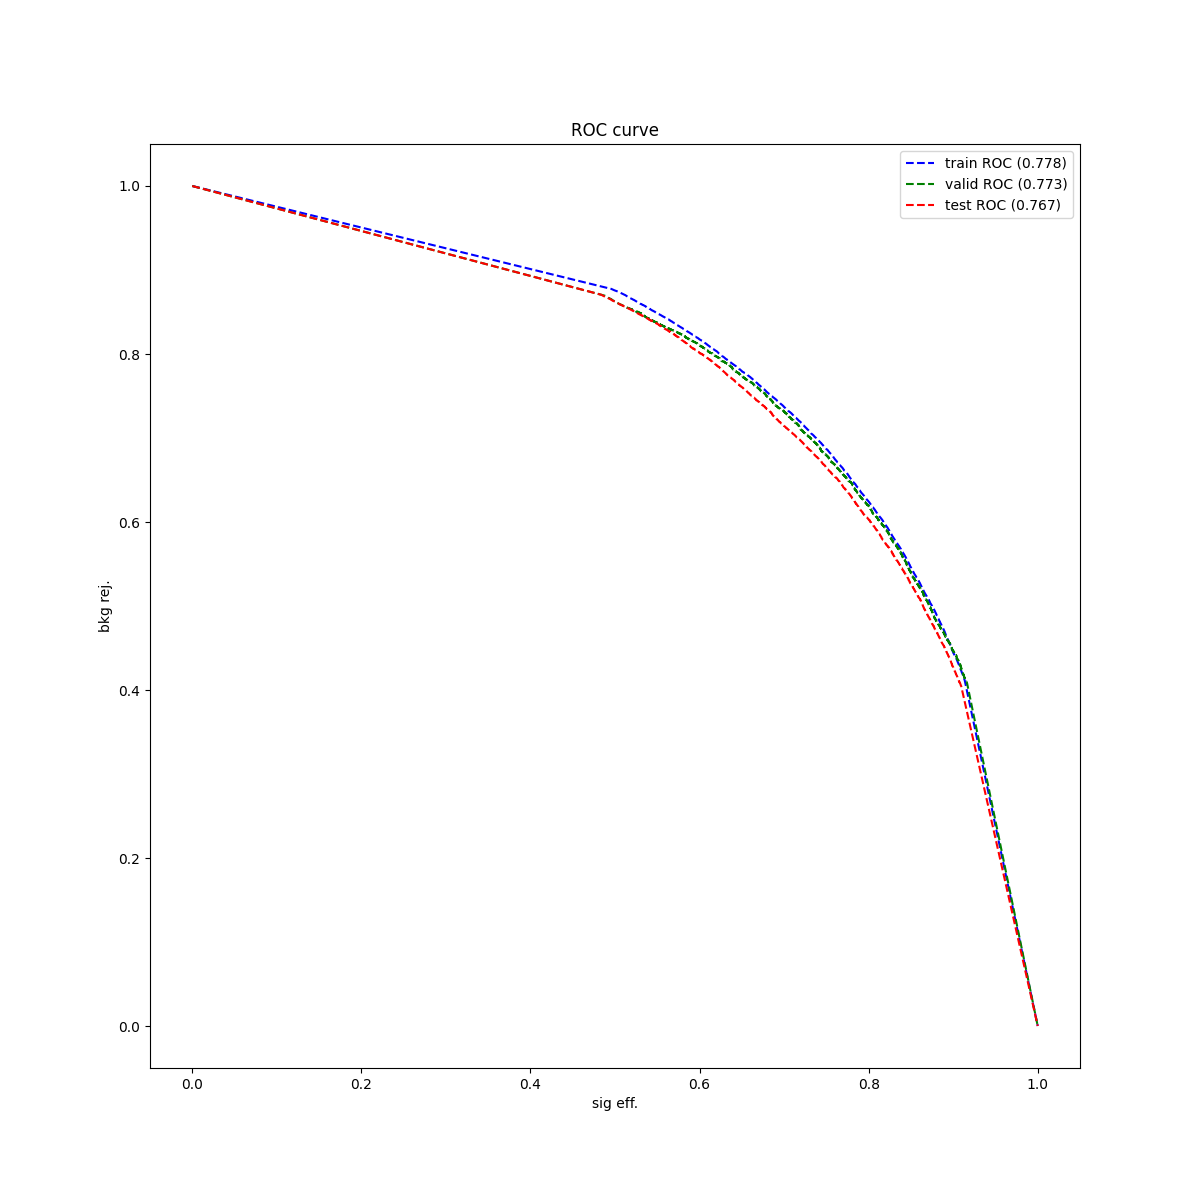 ROC curve
train ROC (0.778)
valid ROC (0.773)
test ROC (0.767)
1.0
0.8
0.6
0.4
0.2
0.0
bkg rej.
0.0 0.2 0.4 0.6 0.8 1.0
sig eff.